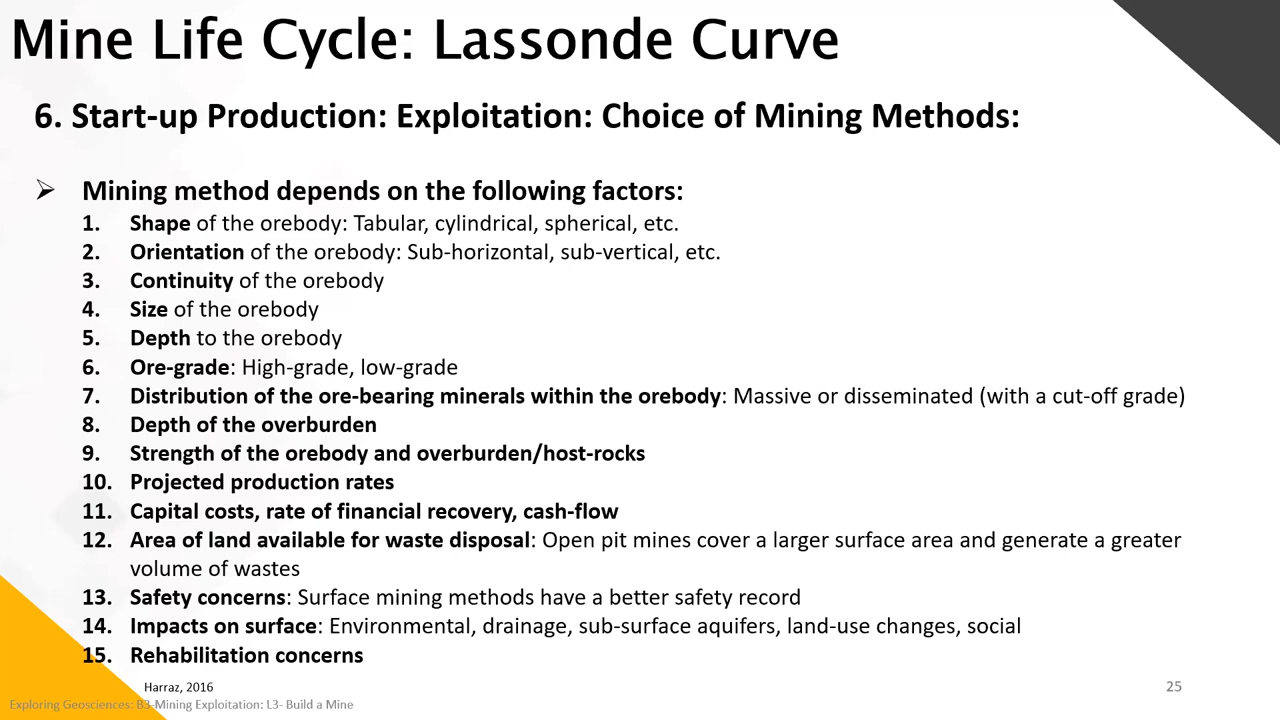 Mine Life Cycle: Lassonde Curve
6. Start-up Production: Exploitation: Choice of Mining Methods:
Mining method depends on the following factors:
1. Shape of the orebody: Tabular, cylindrical, spherical, etc.
2. Orientation of the orebody: Sub-horizontal, sub-vertical, etc.
3. Continuity of the orebody
4. Size of the orebody
5. Depth to the orebody
6. Ore-grade: High-grade, low-grade
7. Distribution of the ore-bearing minerals within the orebody: Massive or disseminated (with a cut-off grade)
8. Depth of the overburden
9. Strength of the orebody and overburden/host-rocks
10. Projected production rates
11. Capital costs, rate of financial recovery, cash-flow
12. Area of land available for waste disposal: Open pit mines cover a larger surface area and generate a greater
volume of wastes
13. Safety concerns: Surface mining methods have a better safety record
14. Impacts on surface: Environmental, drainage, sub-surface aquifers, land-use changes, social
15. Rehabilitation concerns
Harraz, 2016
25
Exploring Geosciences: B3-Mining Exploitation: L3- Build a Mine